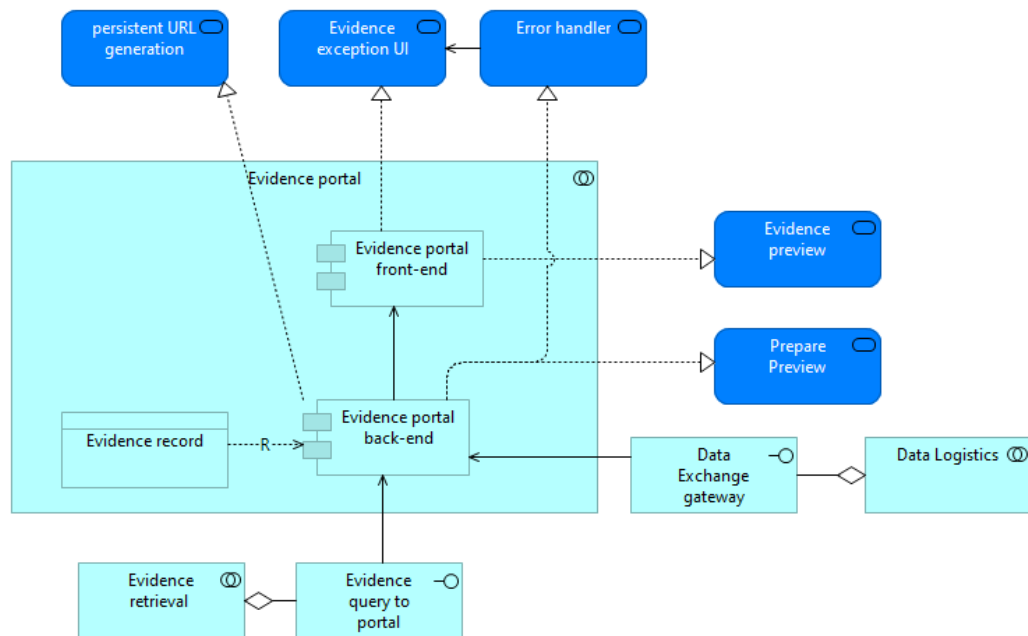 persistent URL
generation
Evidence
exception UI
Error handler
Evidence portal
Evidence portal
front-end
Evidence
preview
Prepare
Preview
Evidence record
R
Evidence portal
back-end
Data
Exchange
gateway
Data Logistics
Evidence
retrieval
Evidence
query to
portal